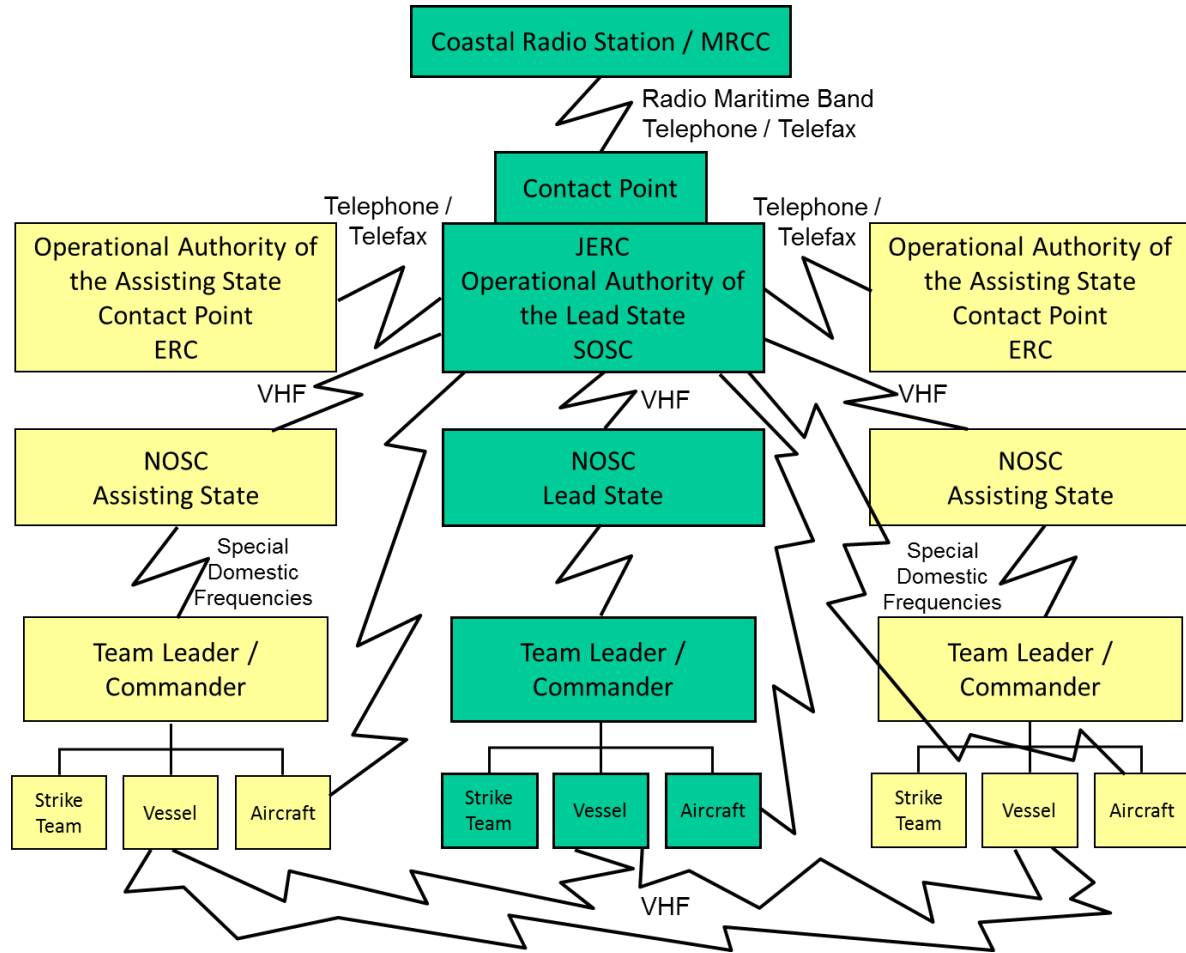 Coastal Radio Station / MRCC
Radio Maritime Band
Telephone / Telefax
Contact Point
Telephone /
Telefax
Telephone /
Telefax
Operational Authority of
the Assisting State
Contact Point
ERC
JERC
Operational Authority of
the Lead State
SOSC
Operational Authority of
the Assisting State
Contact Point
ERC
VHF
VHF
VHF
NOSC
Assisting State
NOSC
Lead State
NOSC
Assisting State
Special
Domestic
Frequencies
Special
Domestic
Frequencies
Team Leader /
Commander
Team Leader /
Commander
Team Leader /
Commander
Strike
Team
Vessel
Aircraft
Strike
Team
Vessel
Aircraft
Strike
Team
Vessel
Aircraft
VHF